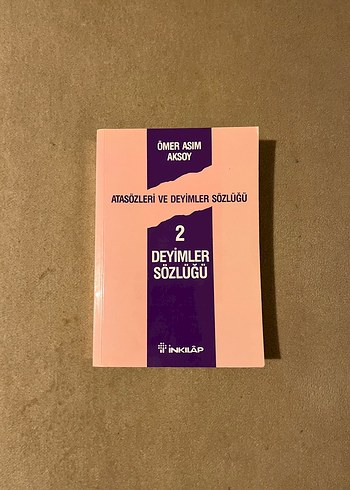 ÖMER ASIM
AKSOY
ATASÖZLERİ VE DEYİMLER SÖZLÜĞÜ
2
DEYİMLER
SÖZLÜĞÜ
İNKILÂP